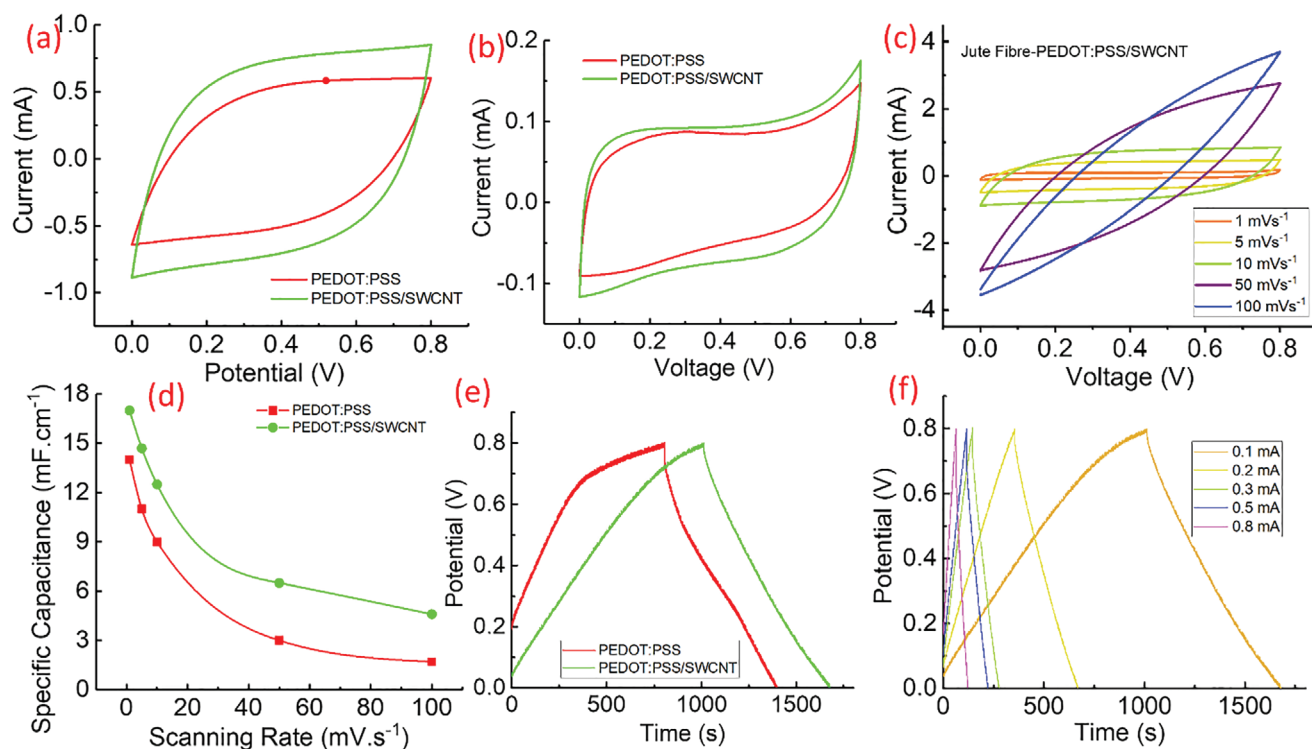 (a)
1.0
0.5
0.0
-0.5
-1.0
Current (mA)
PEDOT:PSS
PEDOT:PSS/SWCNT
0.0 0.2 0.4 0.6 0.8
Potential (V)
(b)
0.2
0.1
0.0
-0.1
Current (mA)
PEDOT:PSS
PEDOT:PSS/SWCNT
0.0 0.2 0.4 0.6 0.8
Voltage (V)
(c)
Jute Fibre-PEDOT:PSS/SWCNT
4
2
0
-2
-4
Current (mA)
1 mVs⁻¹
5 mVs⁻¹
10 mVs⁻¹
50 mVs⁻¹
100 mVs⁻¹
0.0 0.2 0.4 0.6 0.8
Voltage (V)
(d)
18
15
12
9
6
3
0
Specific Capacitance (mF.cm⁻¹)
PEDOT:PSS
PEDOT:PSS/SWCNT
0 20 40 60 80 100
Scanning Rate (mV.s⁻¹)
(e)
1.0
0.8
0.6
0.4
0.2
0.0
Potential (V)
PEDOT:PSS
PEDOT:PSS/SWCNT
0 500 1000 1500
Time (s)
(f)
1.0
0.8
0.6
0.4
0.2
0.0
Potential (V)
0.1 mA
0.2 mA
0.3 mA
0.5 mA
0.8 mA
0 500 1000 1500
Time (s)